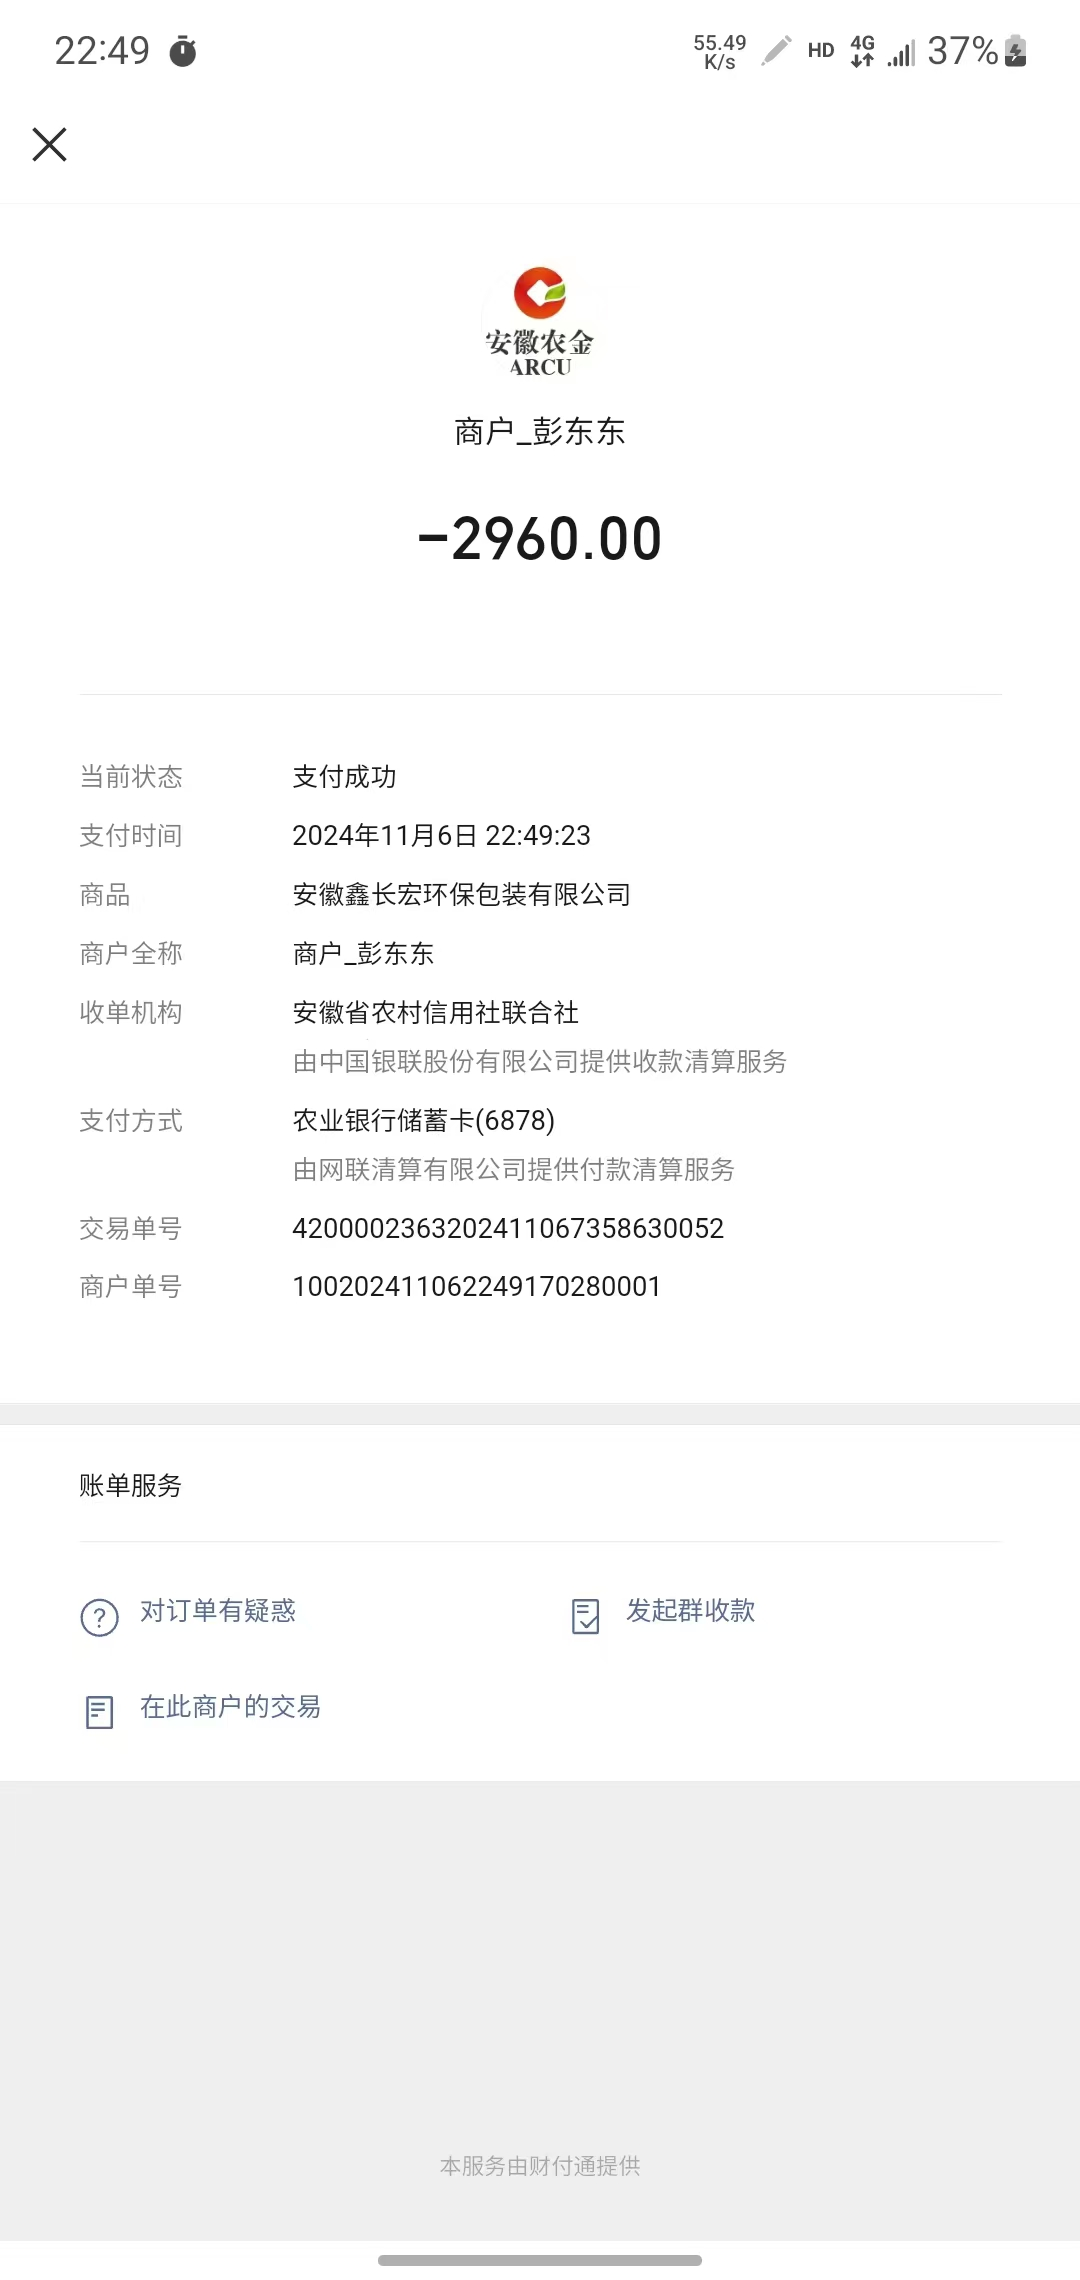 22:49
55.49 K/s HD 4G 37%
安徽农金
ARCU
商户_彭东东
-2960.00
当前状态 支付成功
支付时间 2024年11月6日 22:49:23
商品 安徽鑫长宏环保包装有限公司
商户全称 商户_彭东东
收单机构 安徽省农村信用社联合社
由中国银联股份有限公司提供收款清算服务
支付方式 农业银行储蓄卡(6878)
由网联清算有限公司提供付款清算服务
交易单号 4200002363202411067358630052
商户单号 100202411062249170280001
账单服务
对订单有疑惑 发起群收款
在此商户的交易
本服务由财付通提供